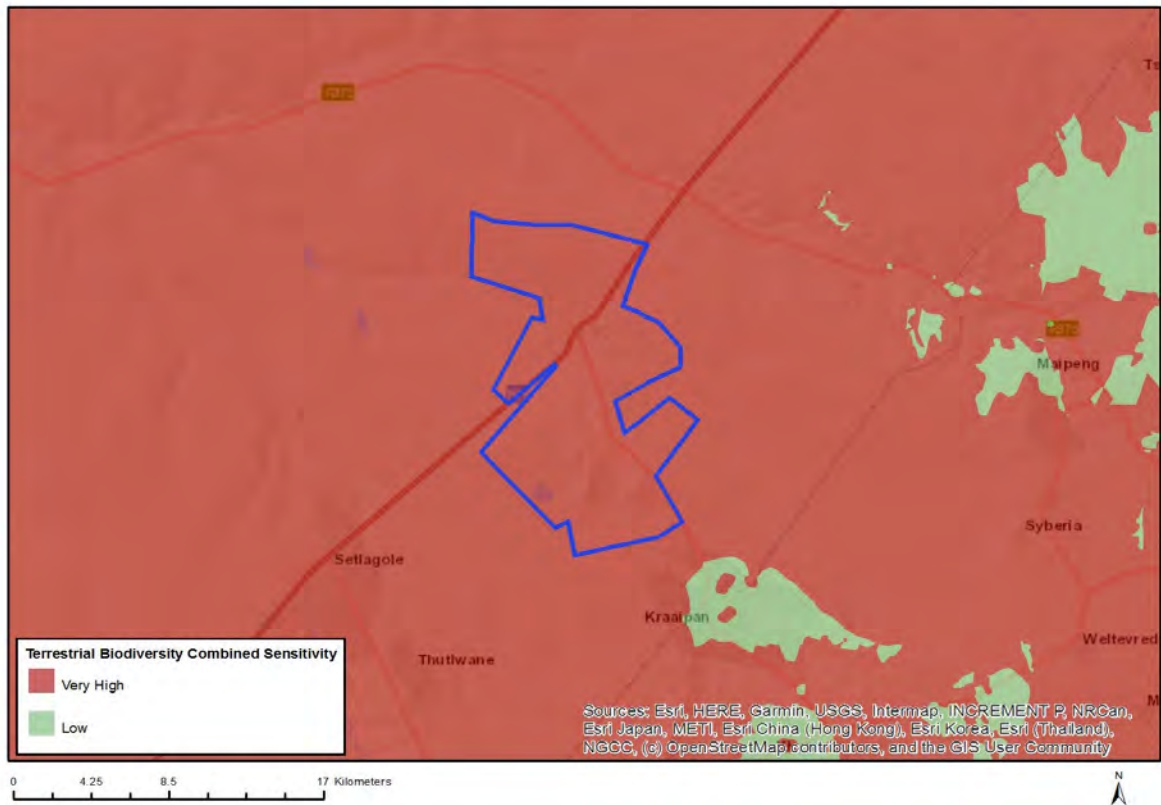 Ts
Maipeng
Syberia
Setlagole
Kraaipan
Weltevred
Thutlwane
M
Terrestrial Biodiversity Combined Sensitivity
Very High
Low
Sources: Esri, HERE, Garmin, USGS, Intermap, INCREMENT P, NRCan,
Esri Japan, METI, Esri China (Hong Kong), Esri Korea, Esri (Thailand),
NGCC, (c) OpenStreetMap contributors, and the GIS User Community
0 4.25 8.5 17 Kilometers
N